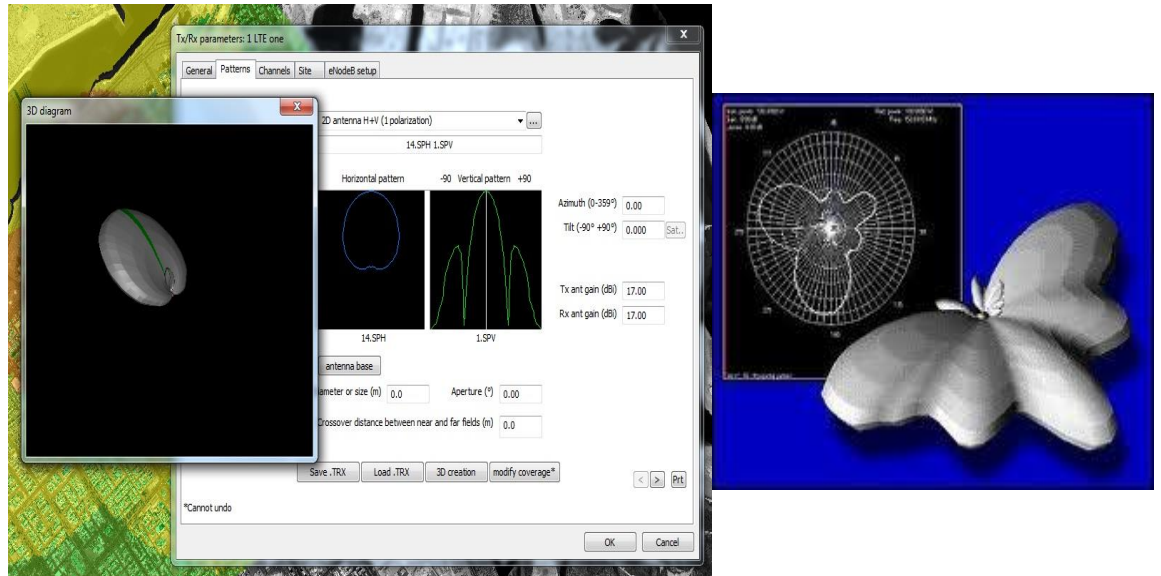 Tx/Rx parameters: 1 LTE one
X
General Patterns Channels Site eNodeB setup
3D diagram
X
2D antenna H+V (1 polarization)
...
14.SPH 1.SPV
Horizontal pattern
-90 Vertical pattern +90
Azimuth (0-359°) 0.00
Tilt (-90° +90°) 0.000 Sat..
Tx ant gain (dBi) 17.00
Rx ant gain (dBi) 17.00
14.SPH
1.SPV
antenna base
iameter or size (m) 0.0
Aperture (°) 0.00
Crossover distance between near and far fields (m) 0.0
Save .TRX Load .TRX 3D creation modify coverage*
< > Prt
*Cannot undo
OK Cancel